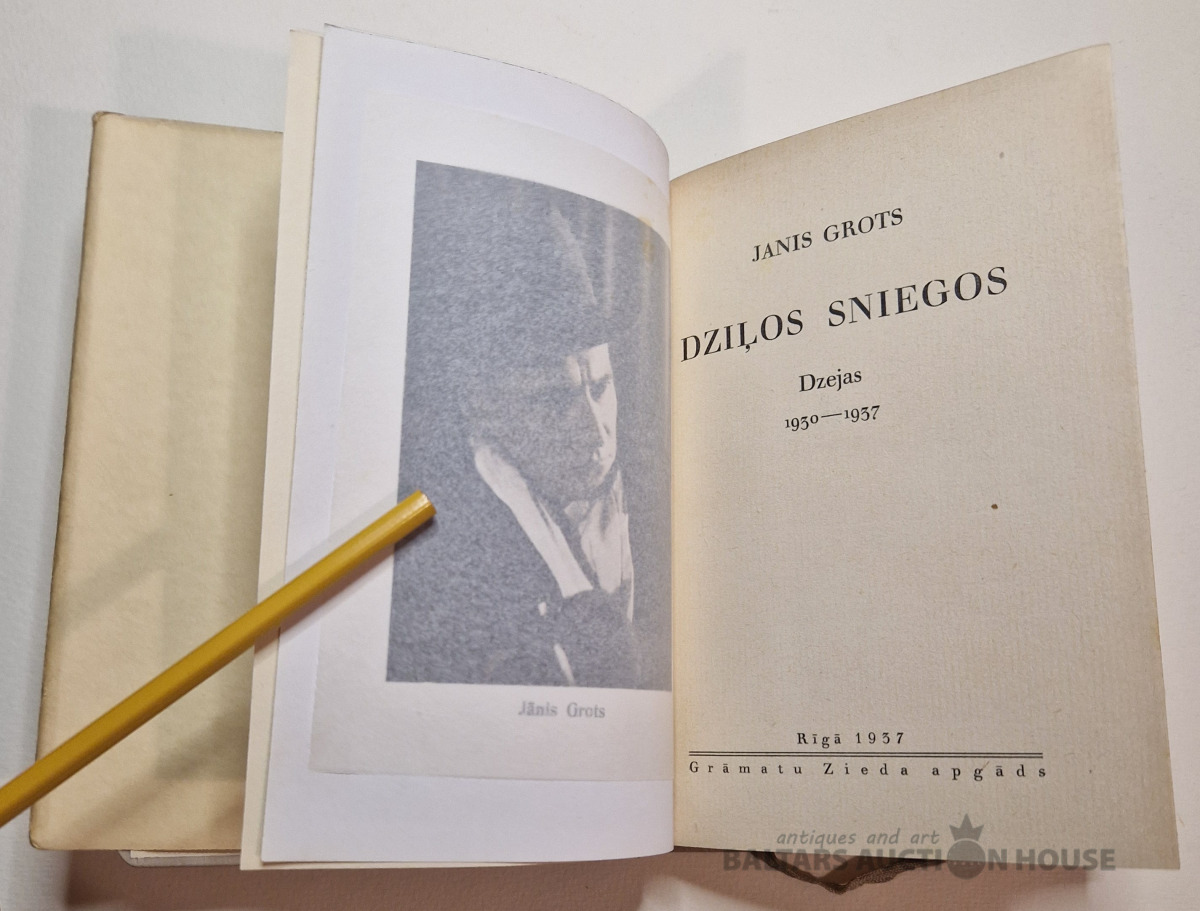 Jānis Grots
JANIS GROTS
DZIĻOS SNIEGOS
Dzejas
1930—1937
Rīgā 1937
Grāmatu Zieda apgāds
antiques and art
BALTARS AUCTION HOUSE